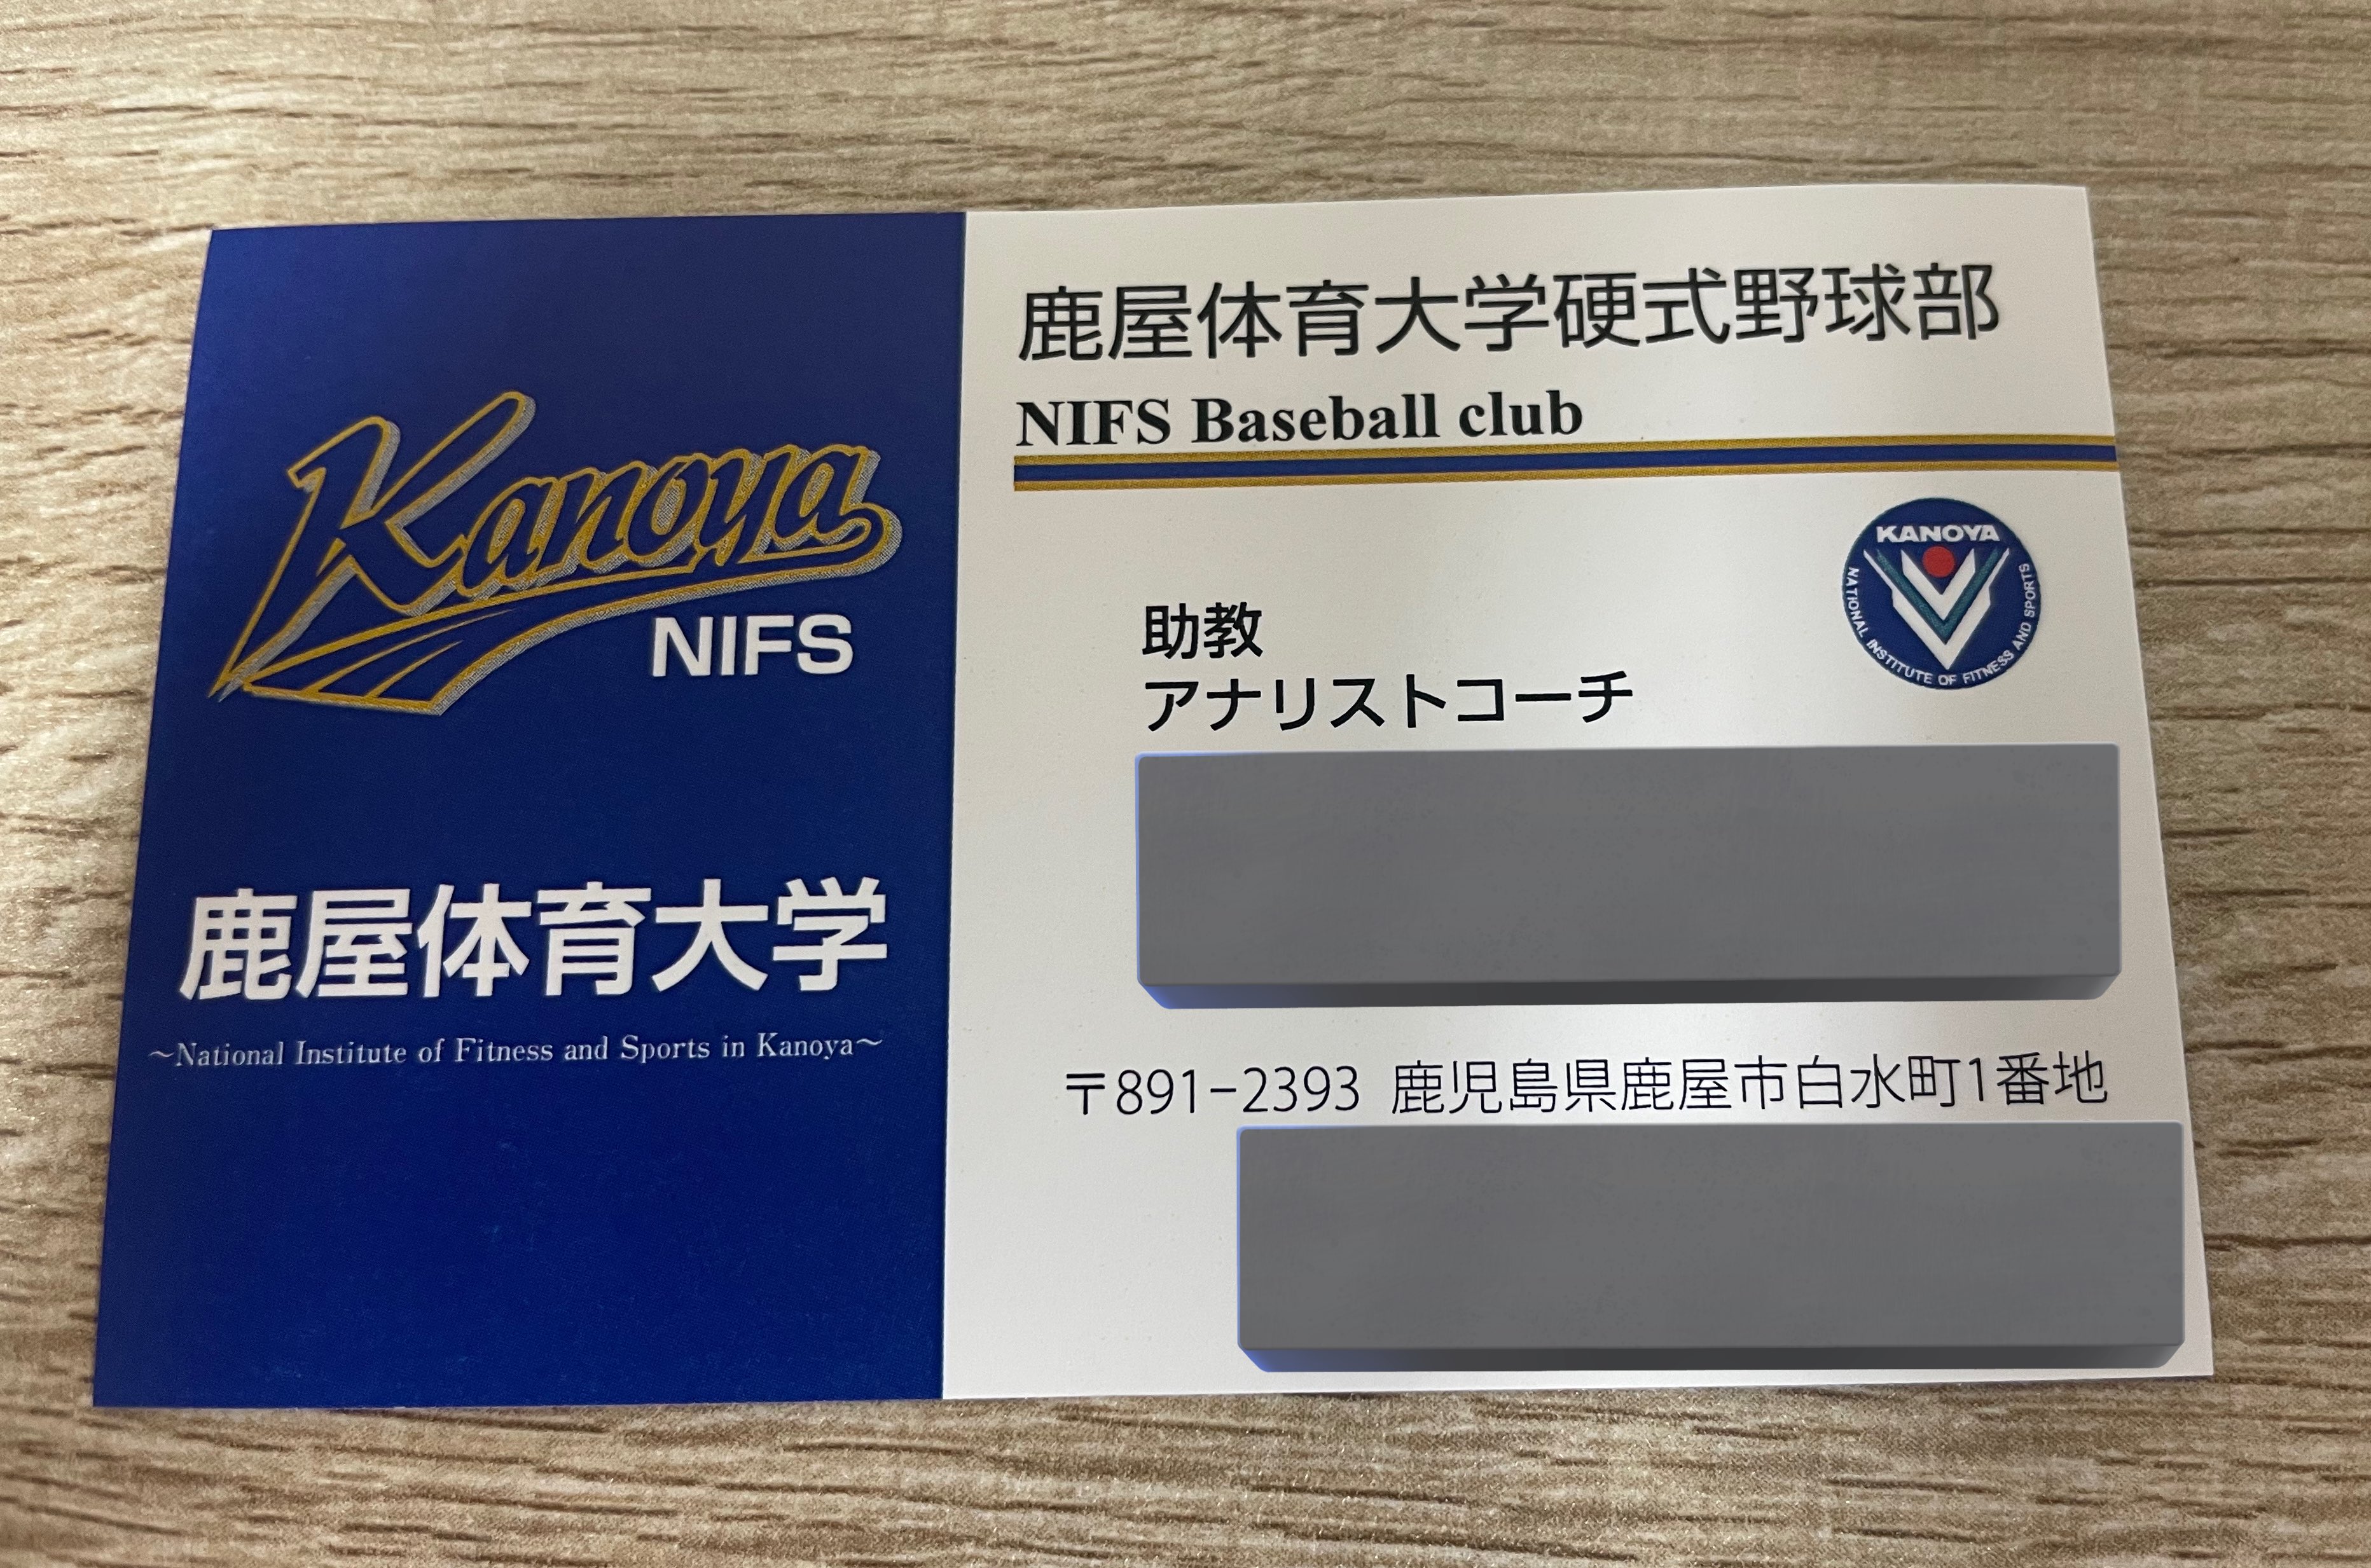 Kanoya
NIFS
鹿屋体育大学
〜National Institute of Fitness and Sports in Kanoya〜
鹿屋体育大学硬式野球部
NIFS Baseball club
KANOYA
NATIONAL INSTITUTE OF FITNESS AND SPORTS
助教
アナリストコーチ
〒891-2393 鹿児島県鹿屋市白水町1番地